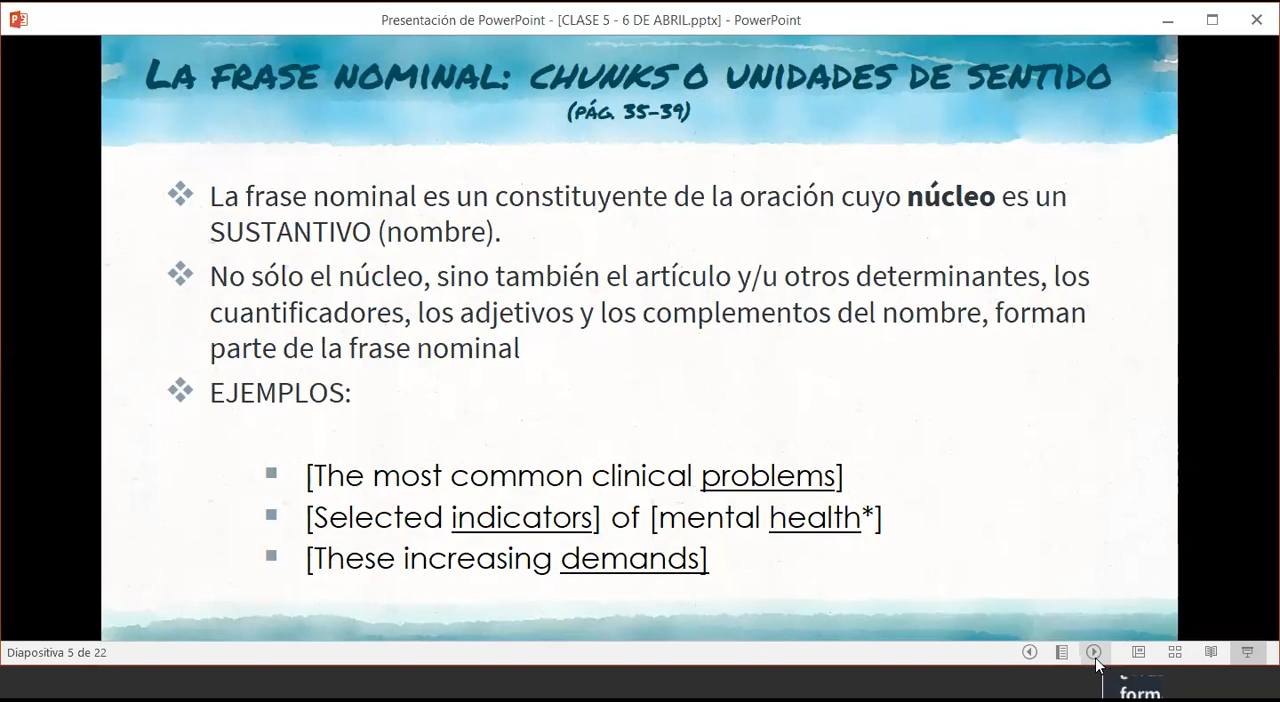 Presentación de PowerPoint - [CLASE 5 - 6 DE ABRIL.pptx] - PowerPoint
LA FRASE NOMINAL: CHUNKS O UNIDADES DE SENTIDO
(PÁG. 35-39)
La frase nominal es un constituyente de la oración cuyo núcleo es un
SUSTANTIVO (nombre).
No sólo el núcleo, sino también el artículo y/u otros determinantes, los
cuantificadores, los adjetivos y los complementos del nombre, forman
parte de la frase nominal
EJEMPLOS:
[The most common clinical problems]
[Selected indicators] of [mental health*]
[These increasing demands]
Diapositiva 5 de 22